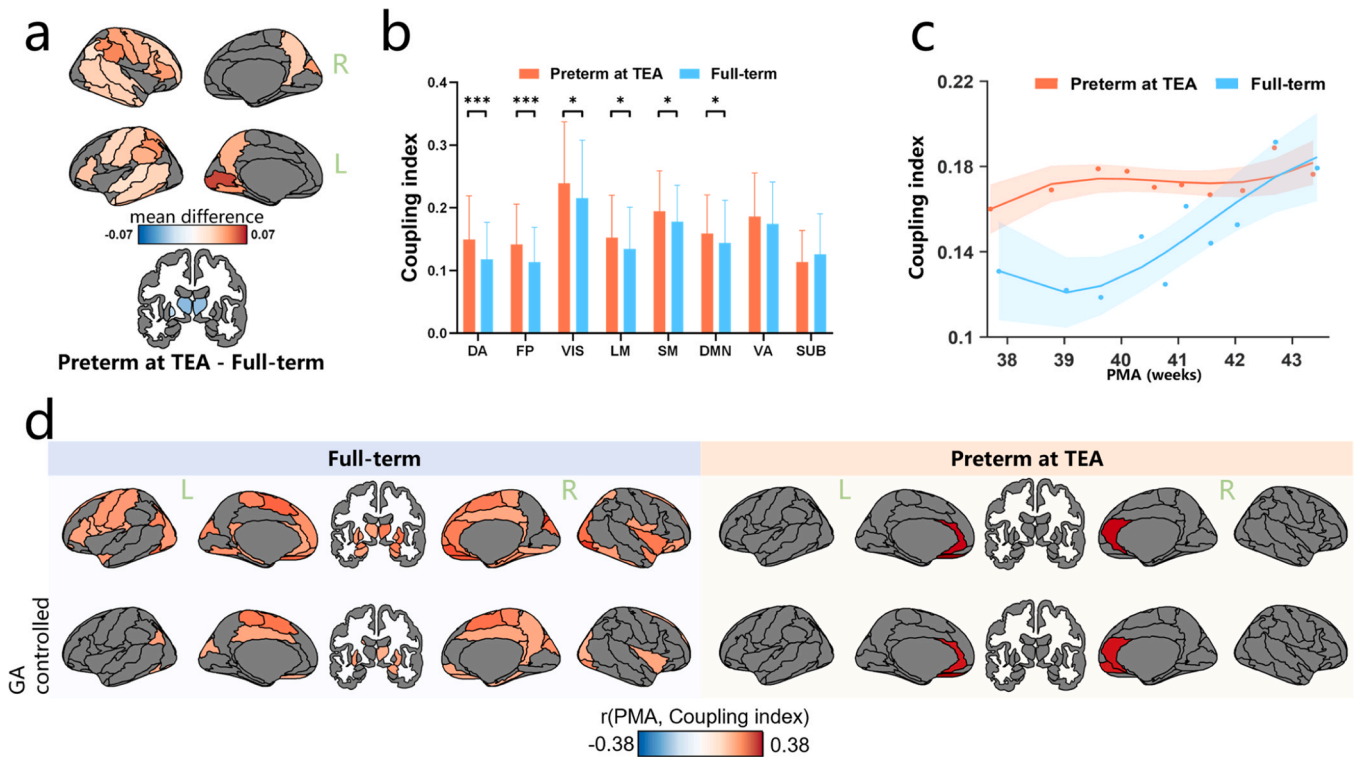 a
R
L
mean difference
-0.07 0.07
Preterm at TEA - Full-term
b
Preterm at TEA Full-term
Coupling index
0.4
0.3
0.2
0.1
0.0
*** *** * * * *
DA FP VIS LM SM DMN VA SUB
c
Preterm at TEA Full-term
Coupling index
0.22
0.18
0.14
0.1
38 39 40 41 42 43
PMA (weeks)
d
Full-term Preterm at TEA
L R L R
GA
controlled
r(PMA, Coupling index)
-0.38 0.38